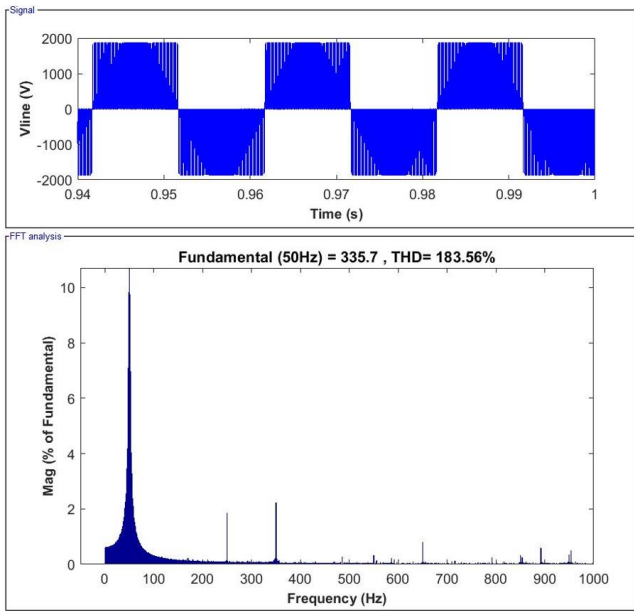 Signal
2000
1000
0
-1000
-2000
Vline (V)
0.94 0.95 0.96 0.97 0.98 0.99 1
Time (s)
FFT analysis
Fundamental (50Hz) = 335.7 , THD= 183.56%
10
8
6
4
2
0
Mag (% of Fundamental)
0 100 200 300 400 500 600 700 800 900 1000
Frequency (Hz)